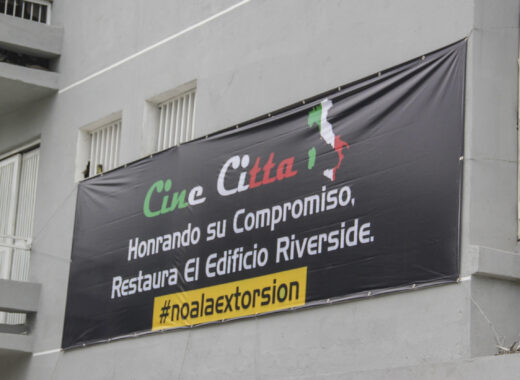 Cine Citta
Honrando su Compromiso,
Restaura El Edificio Riverside.
#noalaextorsion